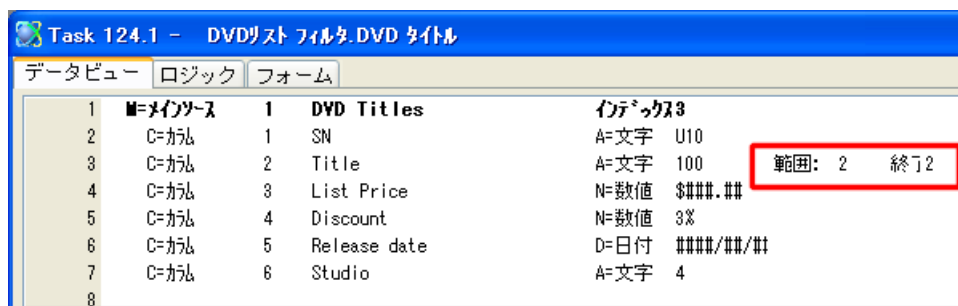 Task 124.1 - DVDリスト フィルタ.DVD タイトル
データビュー ロジック フォーム
1 M=メインソース 1 DVD Titles インデックス3
2 C=カラム 1 SN A=文字 U10
3 C=カラム 2 Title A=文字 100 範囲: 2 終了2
4 C=カラム 3 List Price N=数値 $###.##
5 C=カラム 4 Discount N=数値 3%
6 C=カラム 5 Release date D=日付 ####/##/##
7 C=カラム 6 Studio A=文字 4
8